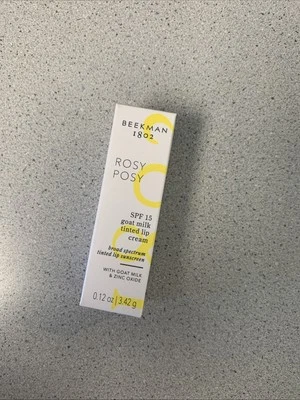 BEEKMAN
1802
ROSY
POSY
SPF 15
goat milk
tinted lip
cream
broad spectrum
tinted lip sunscreen
WITH GOAT MILK
& ZINC OXIDE
0.12 oz | 3.42 g